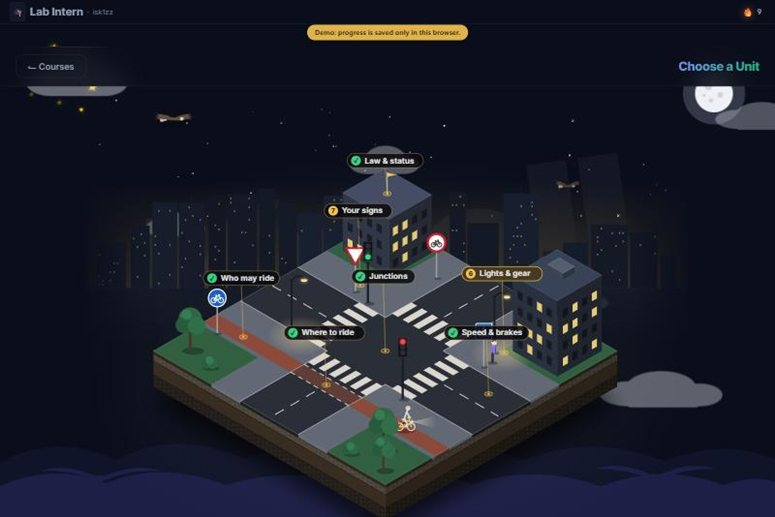 Lab Intern · isk1zz
9
Demo: progress is saved only in this browser.
← Courses
Choose a Unit
Law & status
7 Your signs
Junctions
6 Lights & gear
Who may ride
Where to ride
Speed & brakes